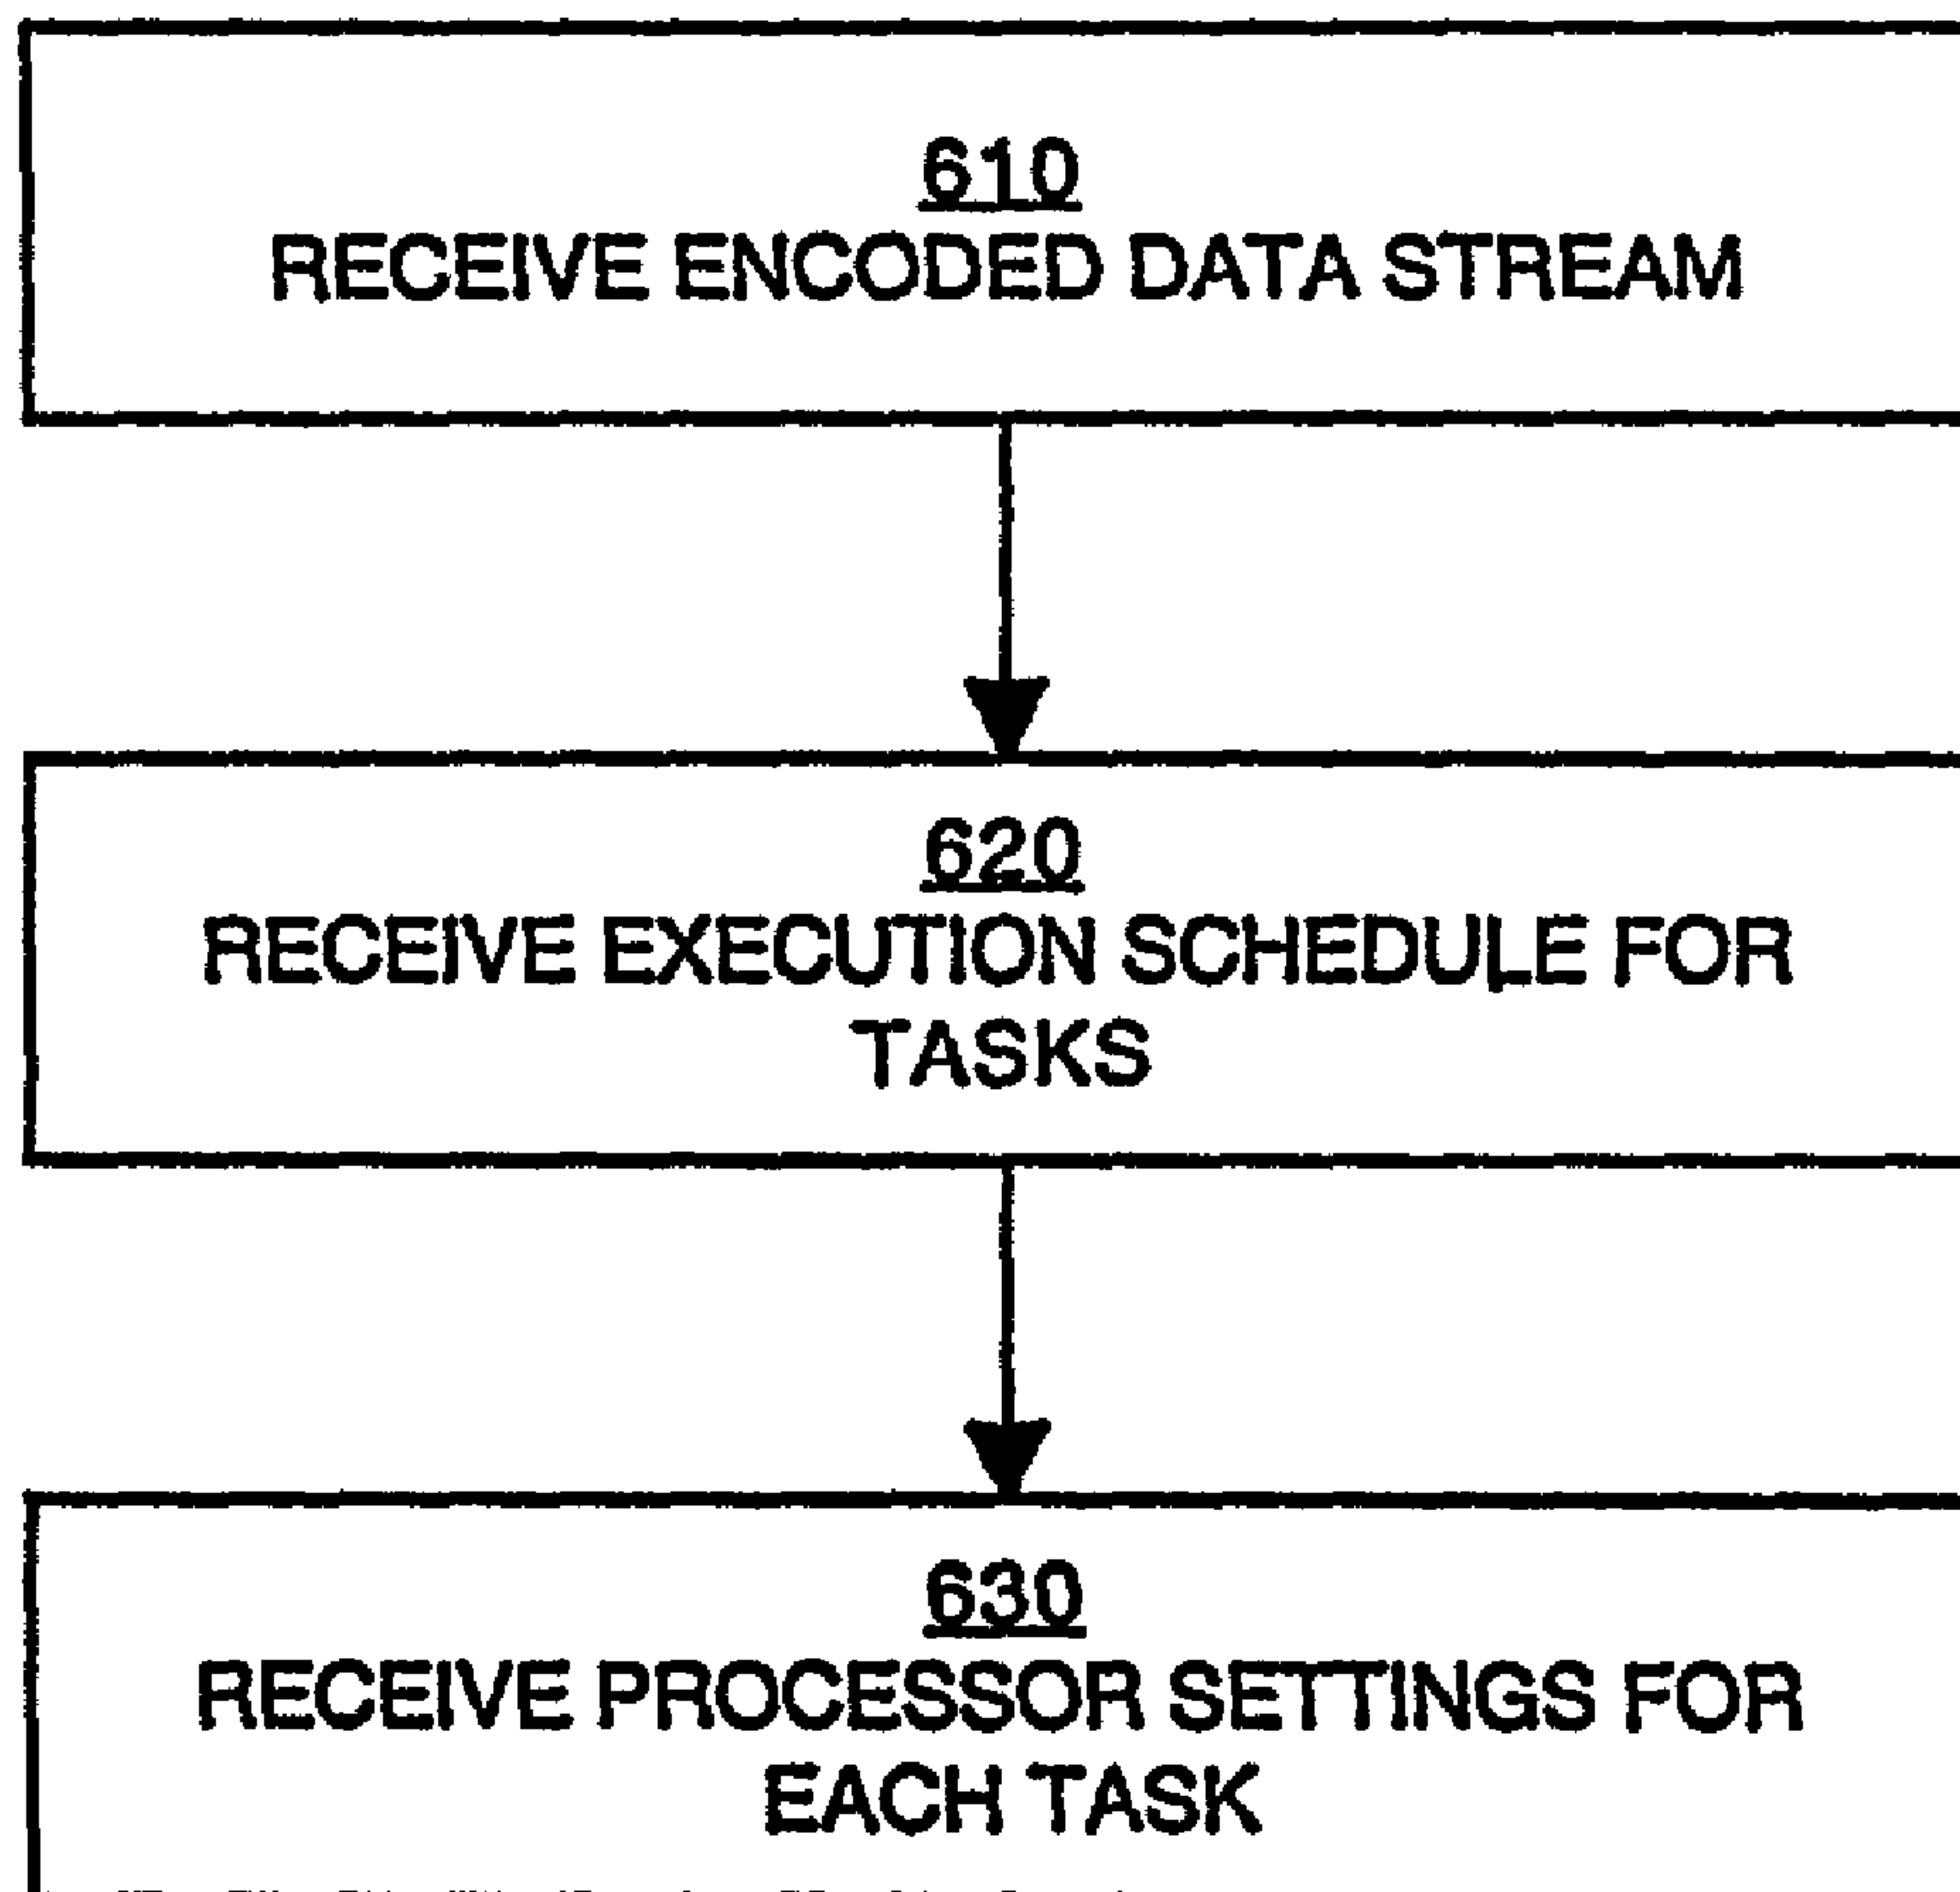 610
RECEIVE ENCODED DATA STREAM
620
RECEIVE EXECUTION SCHEDULE FOR
TASKS
630
RECEIVE PROCESSOR SETTINGS FOR
EACH TASK